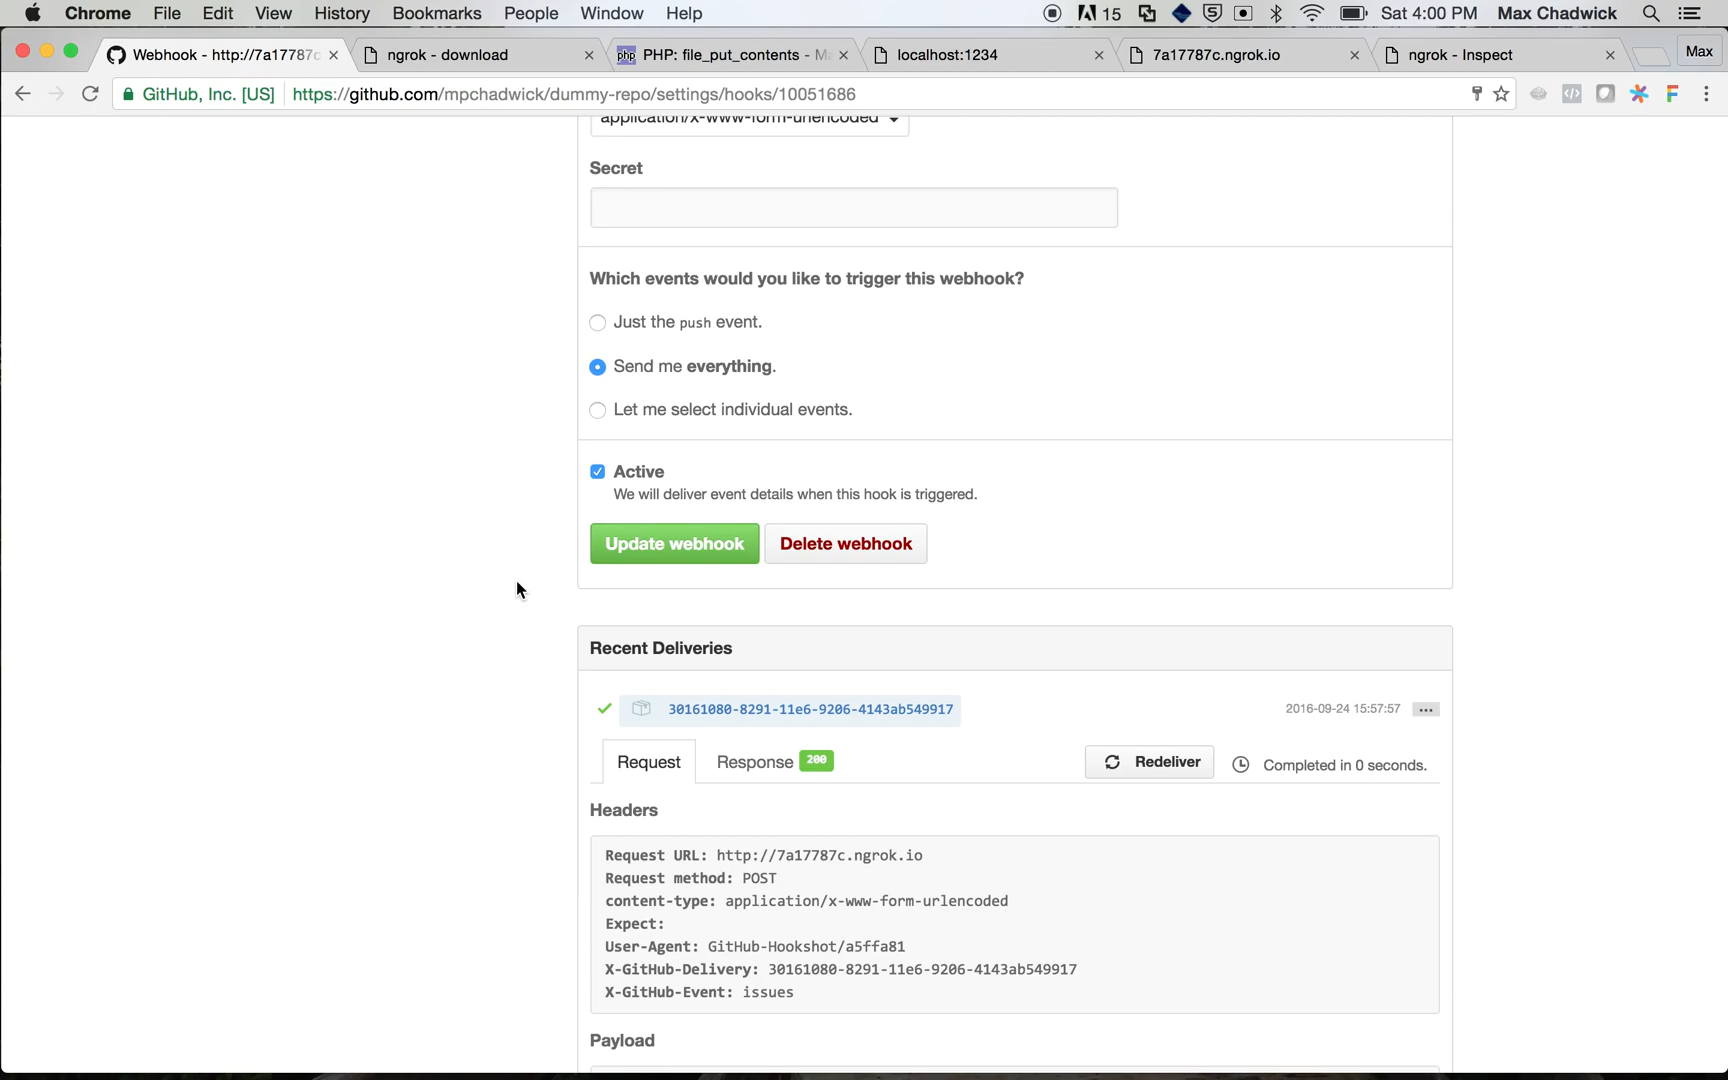 Chrome File Edit View History Bookmarks People Window Help 15 Sat 4:00 PM Max Chadwick
Webhook - http://7a17787c ngrok - download PHP: file_put_contents - Ma localhost:1234 7a17787c.ngrok.io ngrok - Inspect Max
GitHub, Inc. [US] https://github.com/mpchadwick/dummy-repo/settings/hooks/10051686
application/x-www-form-urlencoded
Secret
Which events would you like to trigger this webhook?
Just the push event.
Send me everything.
Let me select individual events.
Active
We will deliver event details when this hook is triggered.
Update webhook Delete webhook
Recent Deliveries
30161080-8291-11e6-9206-4143ab549917 2016-09-24 15:57:57 ...
Request Response 200 Redeliver Completed in 0 seconds.
Headers
Request URL: http://7a17787c.ngrok.io
Request method: POST
content-type: application/x-www-form-urlencoded
Expect:
User-Agent: GitHub-Hookshot/a5ffa81
X-GitHub-Delivery: 30161080-8291-11e6-9206-4143ab549917
X-GitHub-Event: issues
Payload